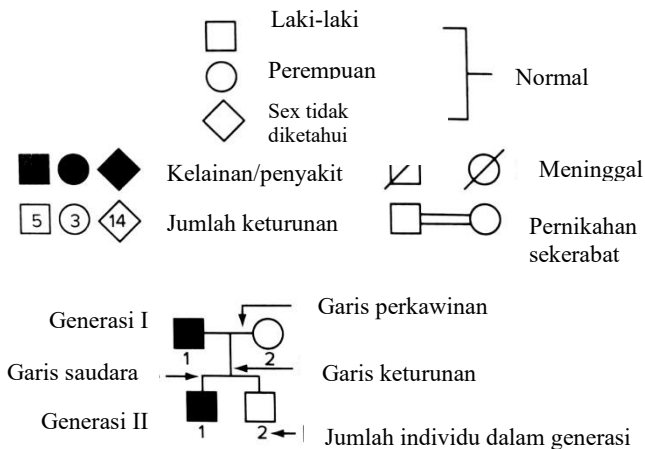 Laki-laki
Perempuan
Normal
Sex tidak
diketahui
Kelainan/penyakit
Meninggal
5 3 14
Jumlah keturunan
Pernikahan
sekerabat
Garis perkawinan
Generasi I
1 2
Garis saudara
Garis keturunan
Generasi II
1 2
Jumlah individu dalam generasi